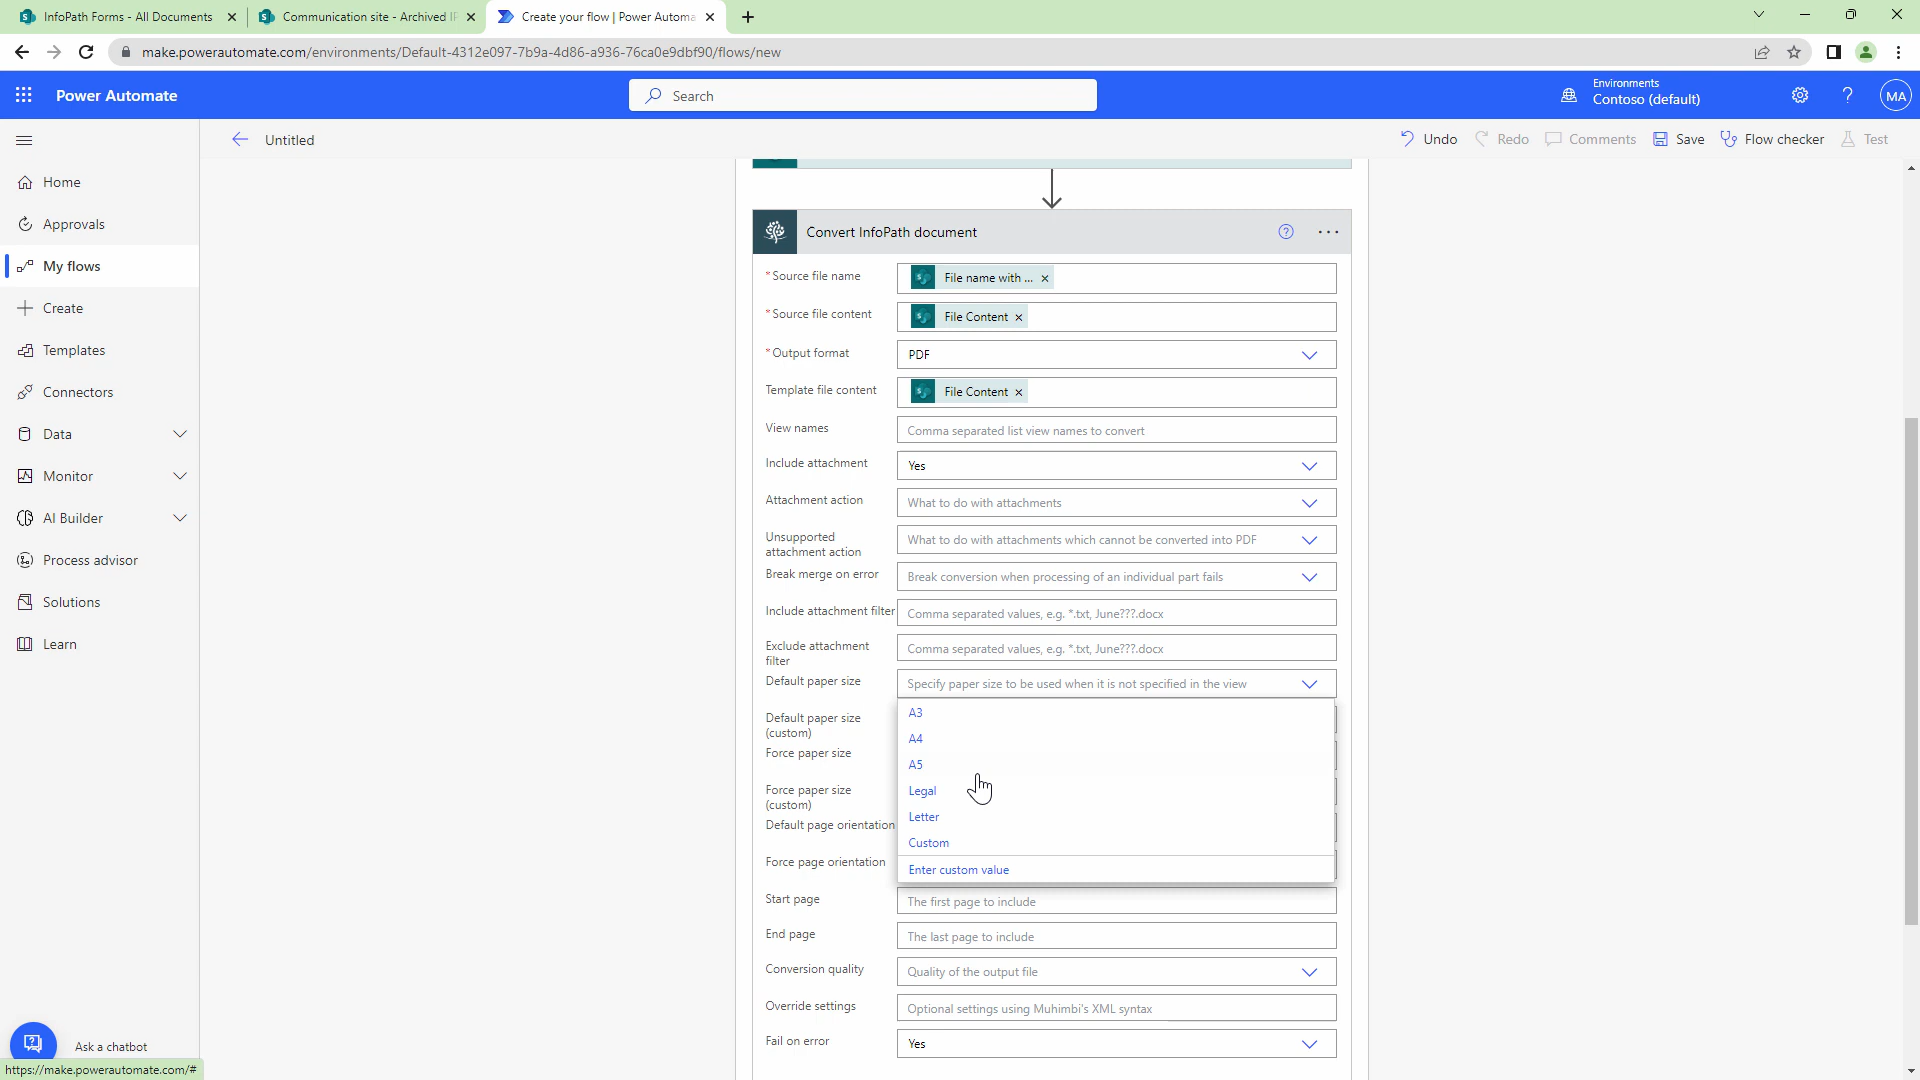 InfoPath Forms - All Documents
Communication site - Archived IP
Create your flow | Power Automa
make.powerautomate.com/environments/Default-4312e097-7b9a-4d86-a936-76ca0e9dbf90/flows/new
Power Automate
Search
Environments
Contoso (default)
MA
Untitled
Undo
Redo
Comments
Save
Flow checker
Test
Home
Approvals
My flows
Create
Templates
Connectors
Data
Monitor
AI Builder
Process advisor
Solutions
Learn
Ask a chatbot
https://make.powerautomate.com/#
Convert InfoPath document
* Source file name
File name with ...
* Source file content
File Content
* Output format
PDF
Template file content
File Content
View names
Comma separated list view names to convert
Include attachment
Yes
Attachment action
What to do with attachments
Unsupported
attachment action
What to do with attachments which cannot be converted into PDF
Break merge on error
Break conversion when processing of an individual part fails
Include attachment filter
Comma separated values, e.g. *.txt, June???.docx
Exclude attachment
filter
Comma separated values, e.g. *.txt, June???.docx
Default paper size
Specify paper size to be used when it is not specified in the view
A3
A4
A5
Legal
Letter
Custom
Enter custom value
Default paper size
(custom)
Force paper size
Force paper size
(custom)
Default page orientation
Force page orientation
Start page
The first page to include
End page
The last page to include
Conversion quality
Quality of the output file
Override settings
Optional settings using Muhimbi's XML syntax
Fail on error
Yes